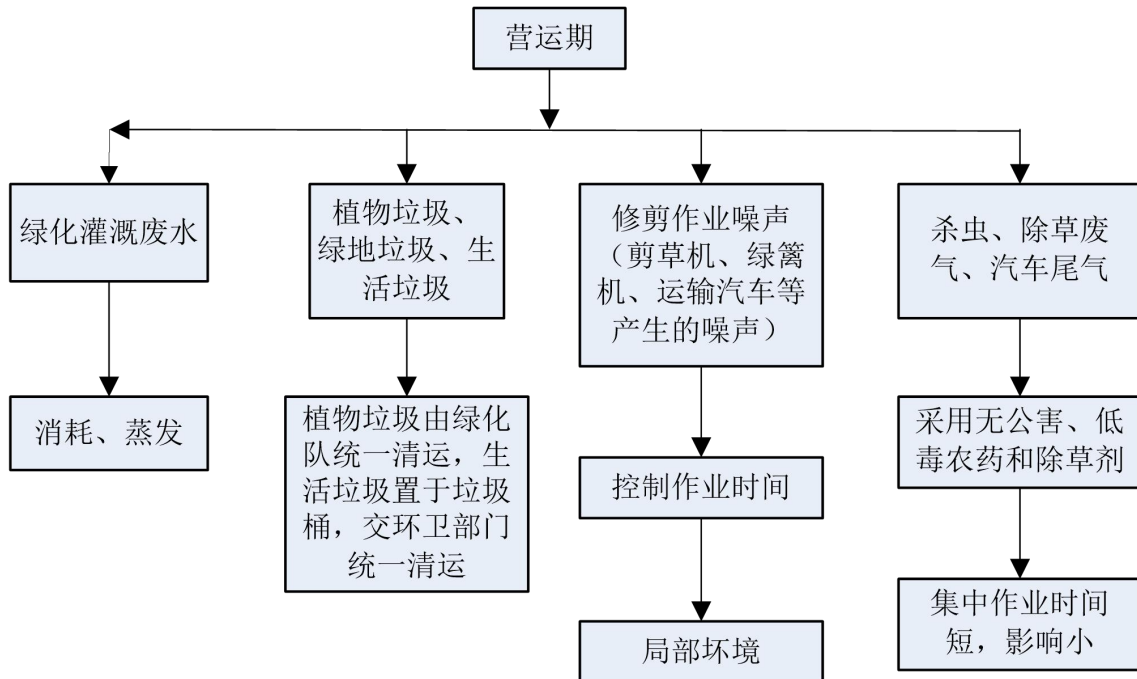 营运期
绿化灌溉废水
植物垃圾、
绿地垃圾、生
活垃圾
修剪作业噪声
（剪草机、绿篱
机、运输汽车等
产生的噪声）
杀虫、除草废
气、汽车尾气
消耗、蒸发
植物垃圾由绿化
队统一清运，生
活垃圾置于垃圾
桶，交环卫部门
统一清运
控制作业时间
局部坏境
采用无公害、低
毒农药和除草剂
集中作业时间
短，影响小